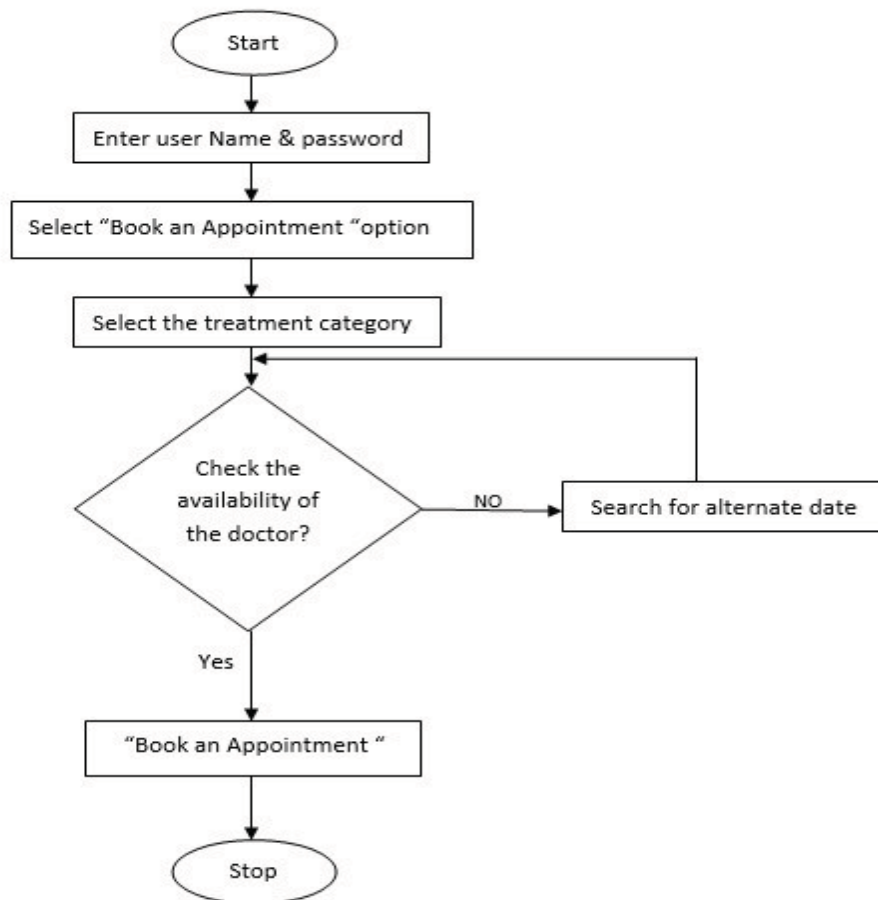 Start
Enter user Name & password
Select “Book an Appointment “option
Select the treatment category
Check the
availability of
the doctor?
NO
Search for alternate date
Yes
“Book an Appointment “
Stop